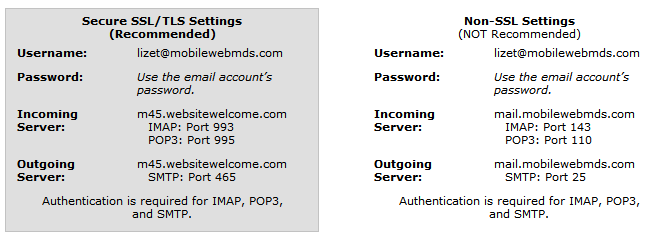 Secure SSL/TLS Settings
(Recommended)
Username: lizet@mobilewebmds.com
Password: Use the email account's
password.
Incoming m45.websitewelcome.com
Server: IMAP: Port 993
POP3: Port 995
Outgoing m45.websitewelcome.com
Server: SMTP: Port 465
Authentication is required for IMAP, POP3,
and SMTP.
Non-SSL Settings
(NOT Recommended)
Username: lizet@mobilewebmds.com
Password: Use the email account's
password.
Incoming mail.mobilewebmds.com
Server: IMAP: Port 143
POP3: Port 110
Outgoing mail.mobilewebmds.com
Server: SMTP: Port 25
Authentication is required for IMAP, POP3,
and SMTP.